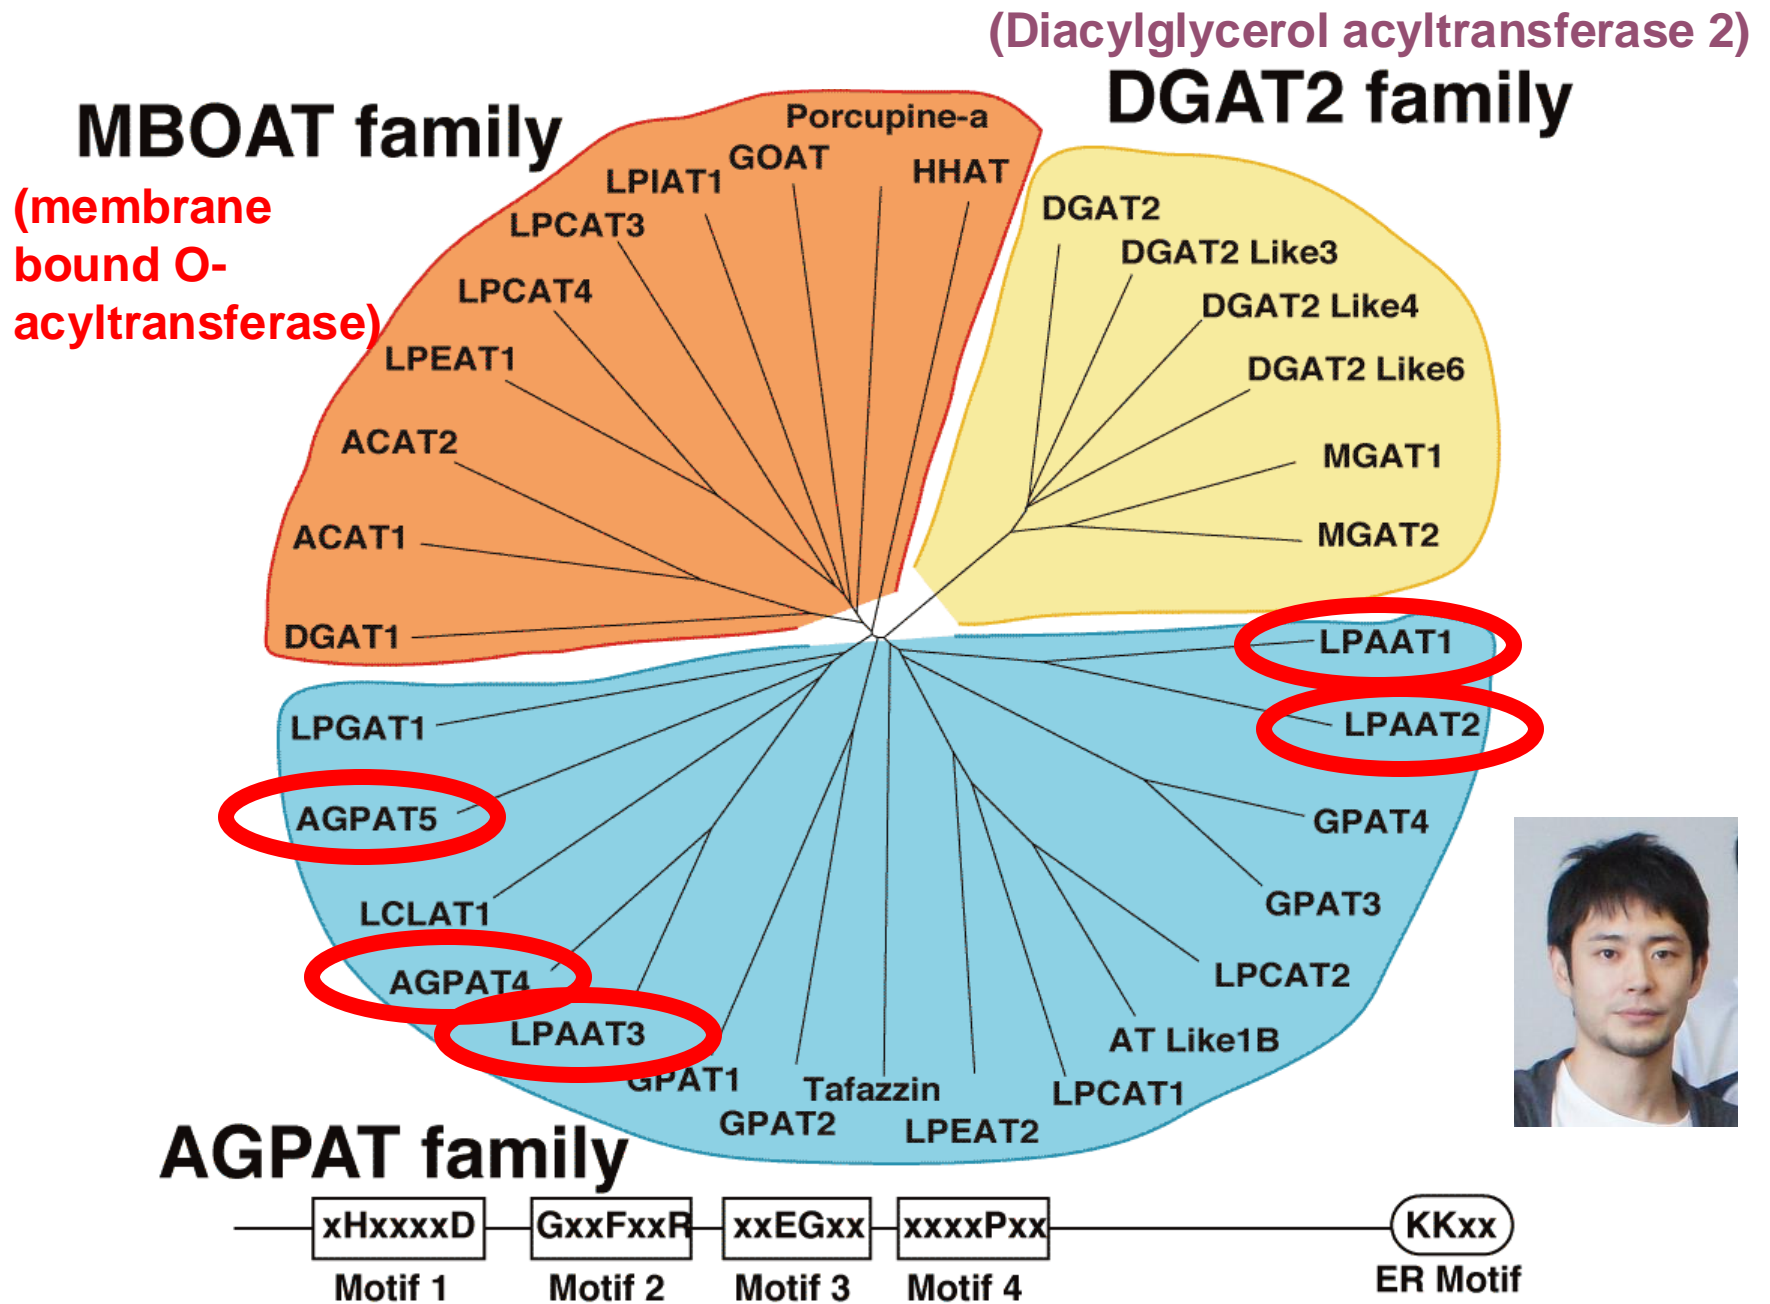 (Diacylglycerol acyltransferase 2)
DGAT2 family
MBOAT family
(membrane
bound O-
acyltransferase)
Porcupine-a
GOAT
HHAT
LPIAT1
LPCAT3
LPCAT4
LPEAT1
ACAT2
ACAT1
DGAT1
DGAT2
DGAT2 Like3
DGAT2 Like4
DGAT2 Like6
MGAT1
MGAT2
LPAAT1
LPAAT2
GPAT4
GPAT3
LPCAT2
AT Like1B
LPCAT1
LPEAT2
Tafazzin
GPAT2
GPAT1
LPAAT3
AGPAT4
LCLAT1
AGPAT5
LPGAT1
AGPAT family
xHxxxxD GxxFxxR xxEGxx xxxxPxx KKxx
Motif 1 Motif 2 Motif 3 Motif 4 ER Motif